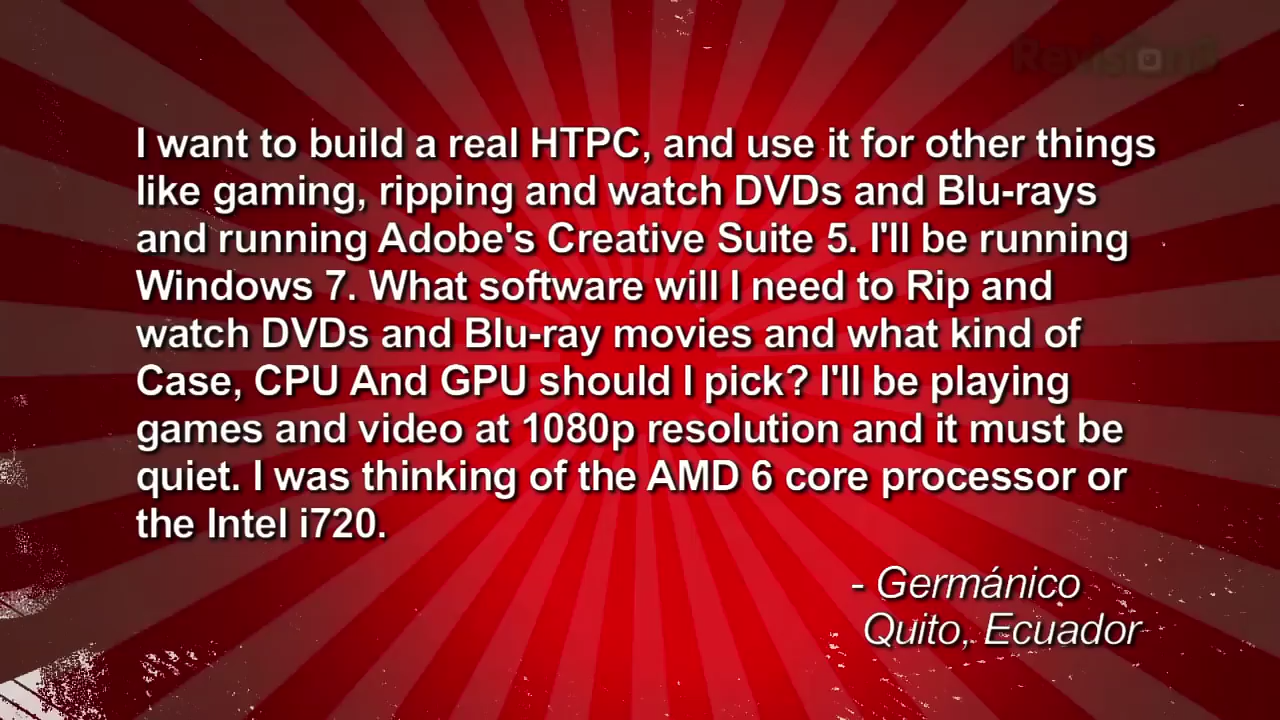 Revision3
I want to build a real HTPC, and use it for other things
like gaming, ripping and watch DVDs and Blu-rays
and running Adobe's Creative Suite 5. I'll be running
Windows 7. What software will I need to Rip and
watch DVDs and Blu-ray movies and what kind of
Case, CPU And GPU should I pick? I'll be playing
games and video at 1080p resolution and it must be
quiet. I was thinking of the AMD 6 core processor or
the Intel i720.
- Germánico
Quito, Ecuador